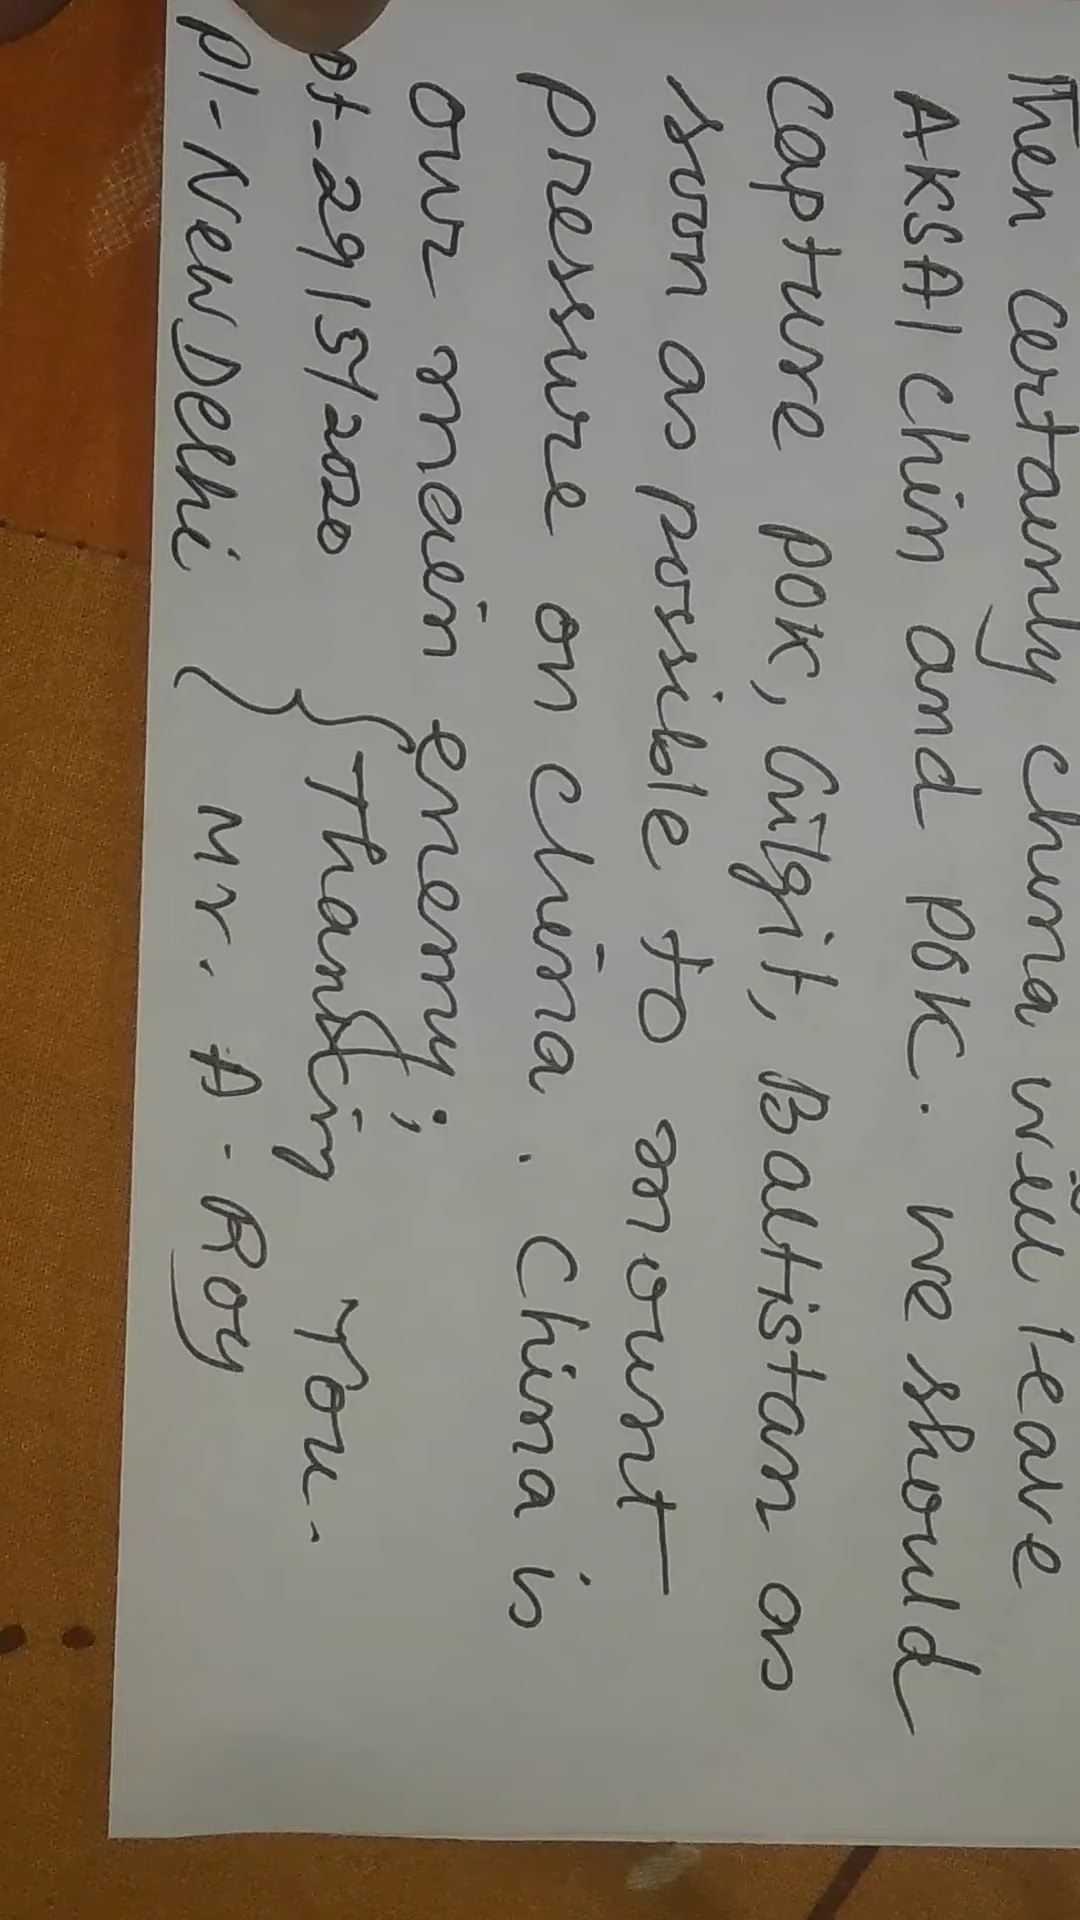 Then certainly china will leave
AKSAI chin and POK. We should
capture POK, Gilgit, Baltistan as
soon as possible to mount
pressure on china. China is
our main enemy;
Dt-29/5/2020 { Thanking You.
Pl-New Delhi } Mr. A. Roy